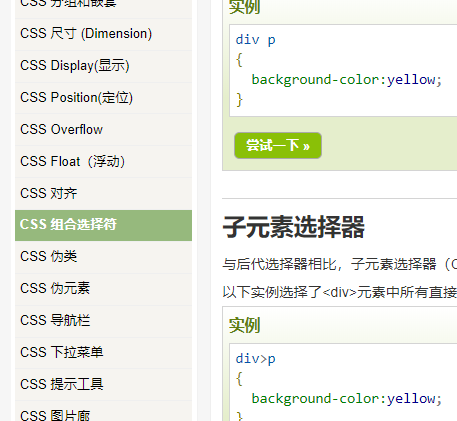 CSS 分组和嵌套
CSS 尺寸 (Dimension)
CSS Display(显示)
CSS Position(定位)
CSS Overflow
CSS Float（浮动）
CSS 对齐
CSS 组合选择符
CSS 伪类
CSS 伪元素
CSS 导航栏
CSS 下拉菜单
CSS 提示工具
CSS 图片廊
实例
div p
{
  background-color:yellow;
}
尝试一下 »
子元素选择器
与后代选择器相比，子元素选择器（C
以下实例选择了<div>元素中所有直接
实例
div>p
{
  background-color:yellow;
}